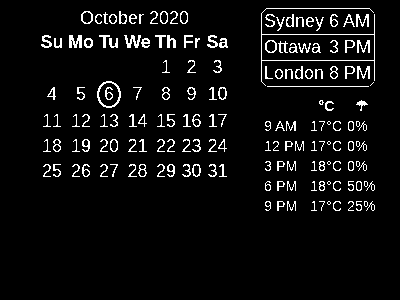 October 2020
Su Mo Tu We Th Fr Sa
1 2 3
4 5 6 7 8 9 10
11 12 13 14 15 16 17
18 19 20 21 22 23 24
25 26 27 28 29 30 31
Sydney 6 AM
Ottawa 3 PM
London 8 PM
°C ☂
9 AM 17°C 0%
12 PM 17°C 0%
3 PM 18°C 0%
6 PM 18°C 50%
9 PM 17°C 25%